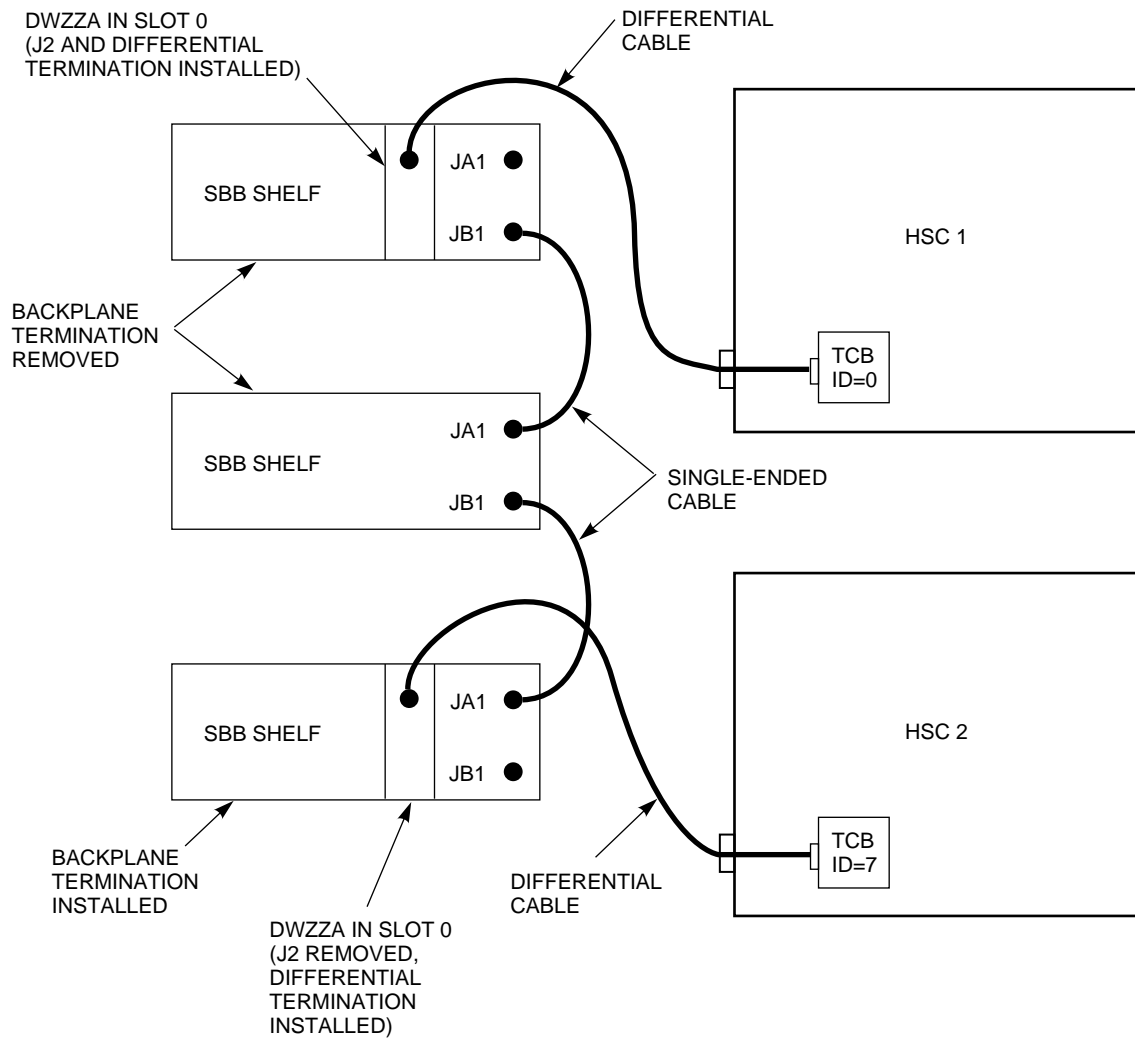 DWZZA IN SLOT 0
(J2 AND DIFFERENTIAL
TERMINATION INSTALLED)
DIFFERENTIAL
CABLE
SBB SHELF
JA1
JB1
HSC 1
BACKPLANE
TERMINATION
REMOVED
TCB
ID=0
SBB SHELF
JA1
JB1
SINGLE-ENDED
CABLE
SBB SHELF
JA1
JB1
HSC 2
BACKPLANE
TERMINATION
INSTALLED
DWZZA IN SLOT 0
(J2 REMOVED,
DIFFERENTIAL
TERMINATION
INSTALLED)
DIFFERENTIAL
CABLE
TCB
ID=7